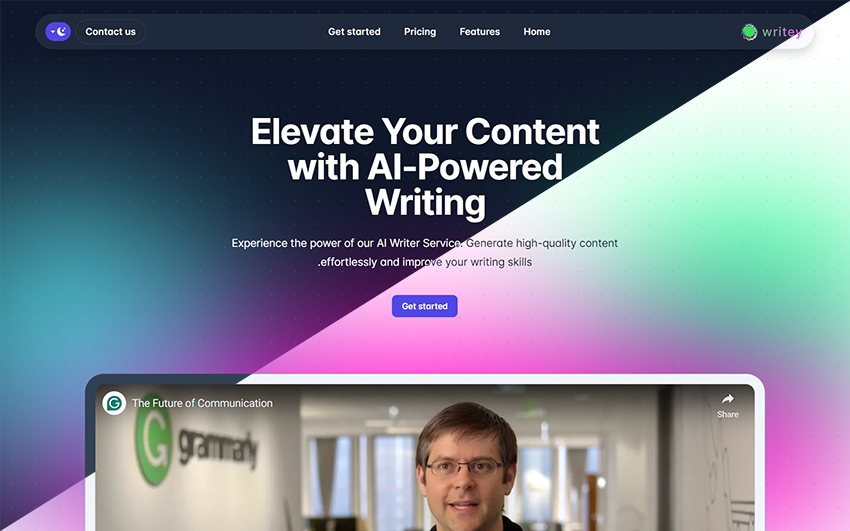 Contact us
Get started
Pricing
Features
Home
writey
Elevate Your Content
with AI-Powered
Writing
Experience the power of our AI Writer Service. Generate high-quality content
.effortlessly and improve your writing skills
Get started
The Future of Communication
Share
grammarly